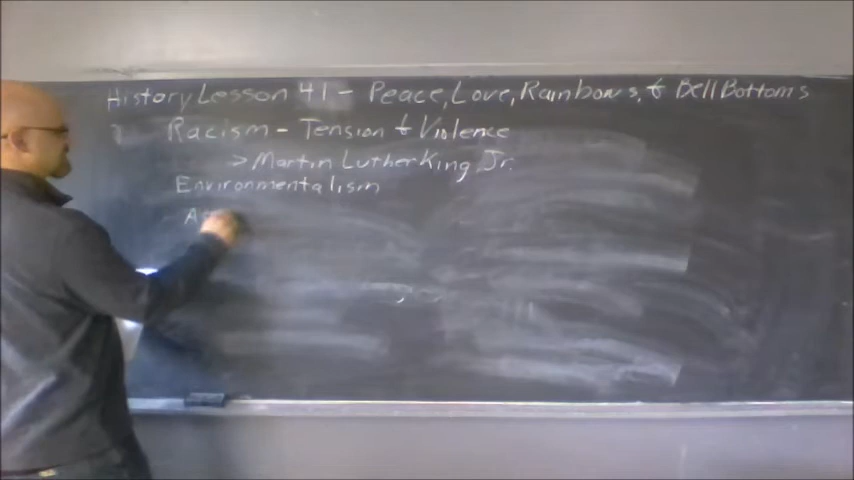 History Lesson 41 - Peace, Love, Rainbows, & Bell Bottoms
Racism - Tension & Violence
> Martin Luther King, Jr.
Environmentalism
A